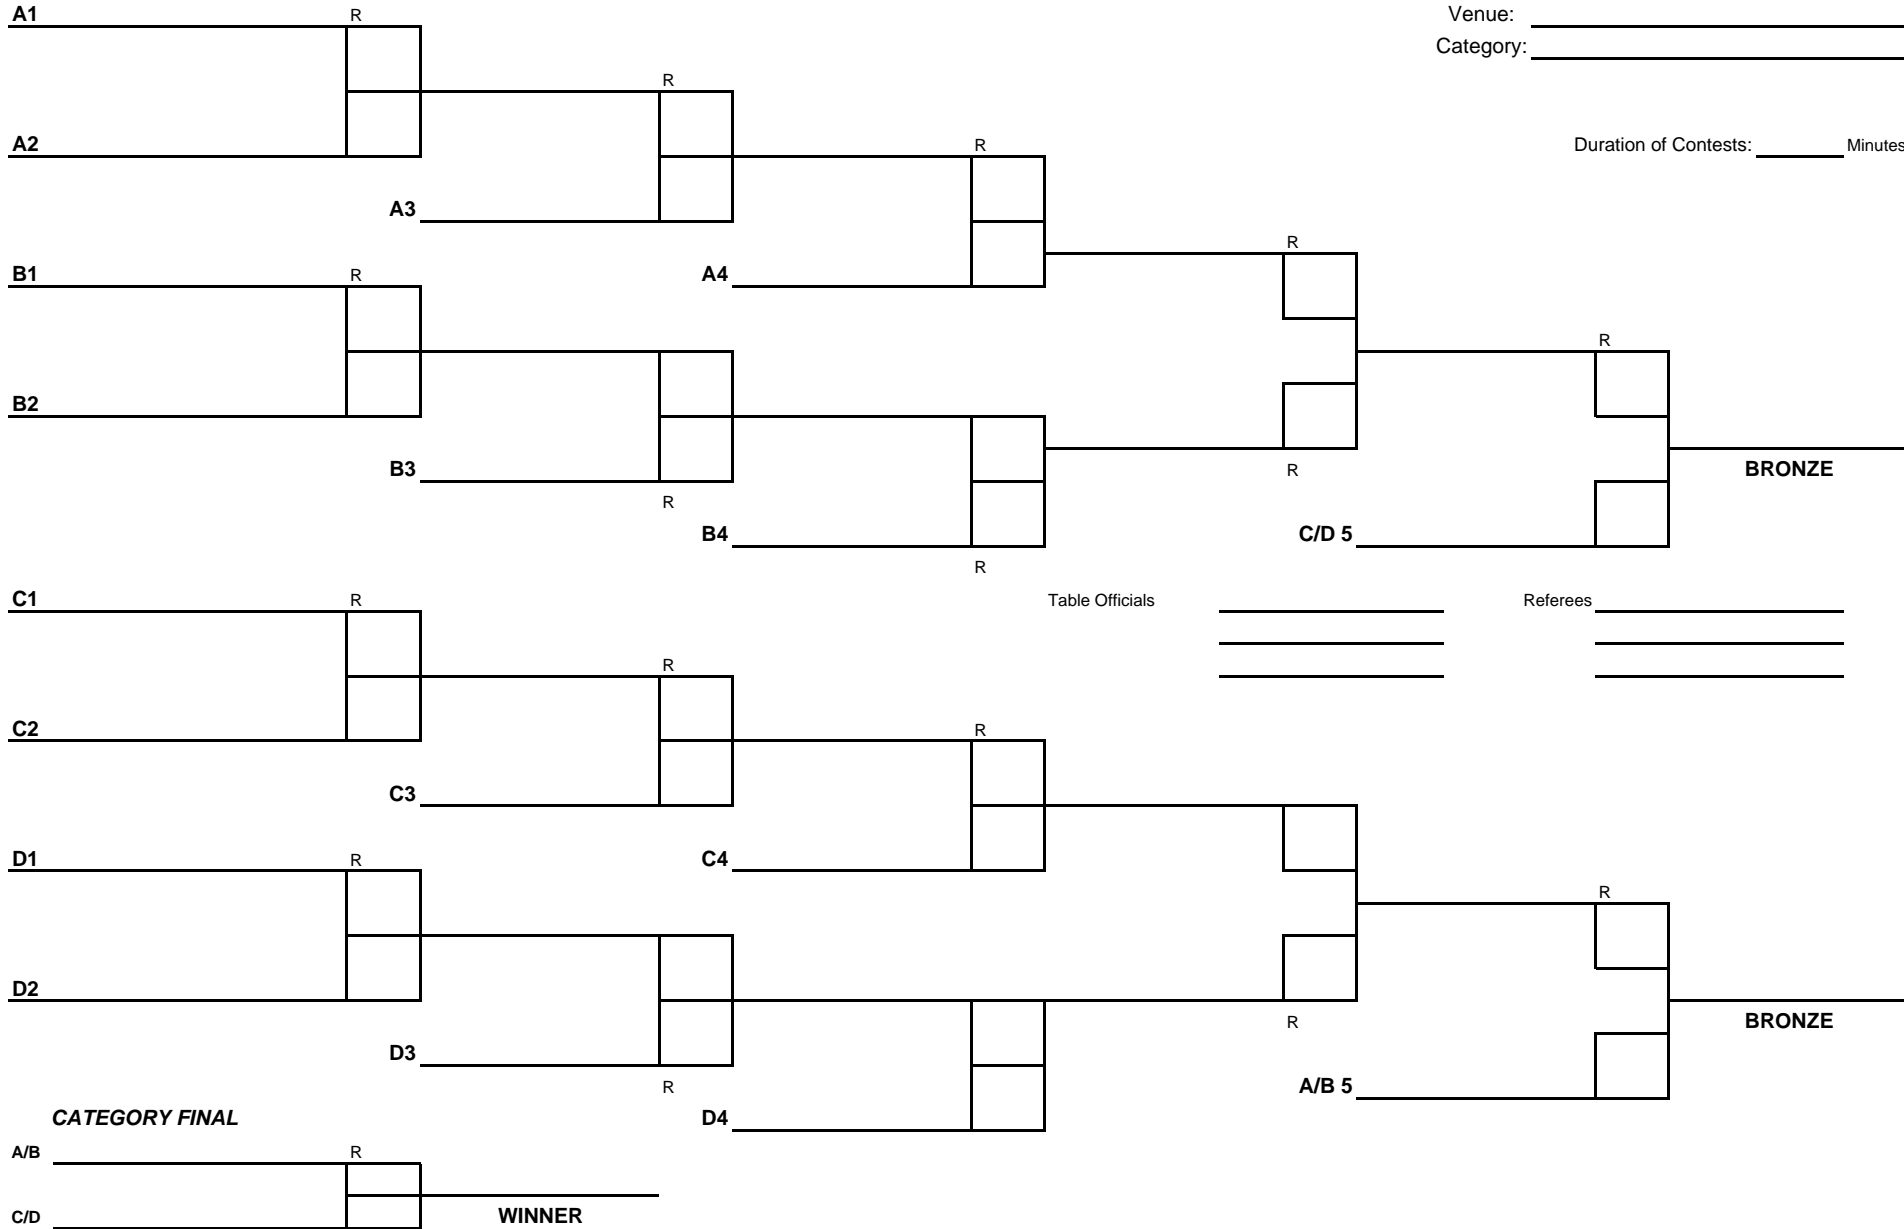 A1 R Venue:
Category:
R
A2 R Duration of Contests: Minutes
A3
R
B1 R A4
R
B2
B3 R BRONZE
R
B4 C/D 5
R
C1 R Table Officials Referees
R
C2 R
C3
D1 R C4
R
D2
R BRONZE
D3
R A/B 5
CATEGORY FINAL D4
A/B R
C/D WINNER